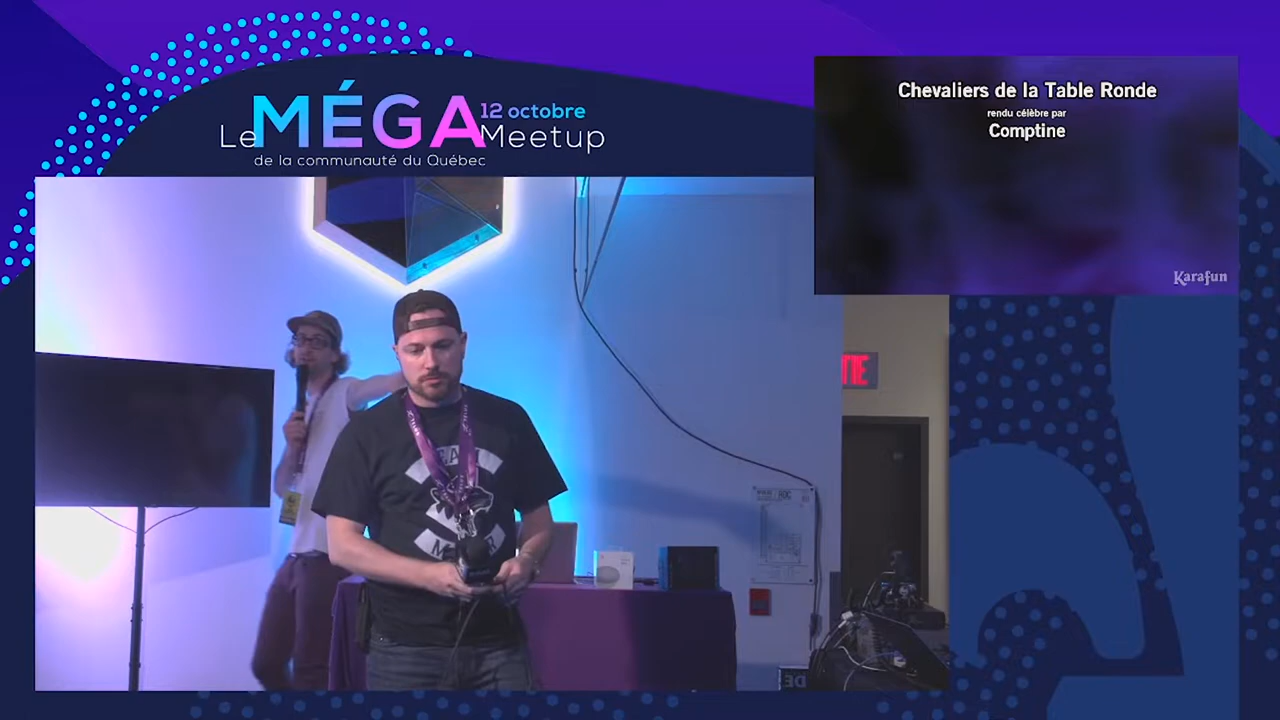 Le MÉGA Meetup
12 octobre
de la communauté du Québec
Chevaliers de la Table Ronde
rendu célèbre par
Comptine
Karafun
TIE